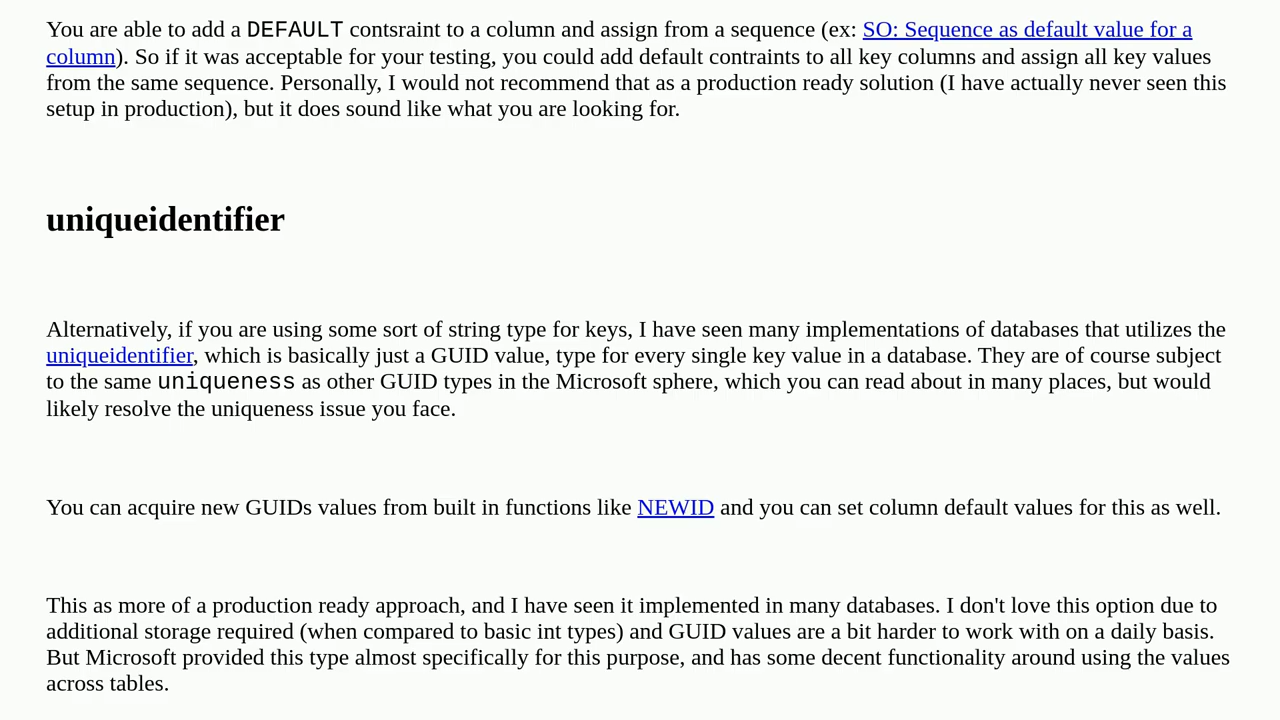 You are able to add a DEFAULT contsraint to a column and assign from a sequence (ex: SO: Sequence as default value for a
column). So if it was acceptable for your testing, you could add default contraints to all key columns and assign all key values
from the same sequence. Personally, I would not recommend that as a production ready solution (I have actually never seen this
setup in production), but it does sound like what you are looking for.
uniqueidentifier
Alternatively, if you are using some sort of string type for keys, I have seen many implementations of databases that utilizes the
uniqueidentifier, which is basically just a GUID value, type for every single key value in a database. They are of course subject
to the same uniqueness as other GUID types in the Microsoft sphere, which you can read about in many places, but would
likely resolve the uniqueness issue you face.
You can acquire new GUIDs values from built in functions like NEWID and you can set column default values for this as well.
This as more of a production ready approach, and I have seen it implemented in many databases. I don't love this option due to
additional storage required (when compared to basic int types) and GUID values are a bit harder to work with on a daily basis.
But Microsoft provided this type almost specifically for this purpose, and has some decent functionality around using the values
across tables.